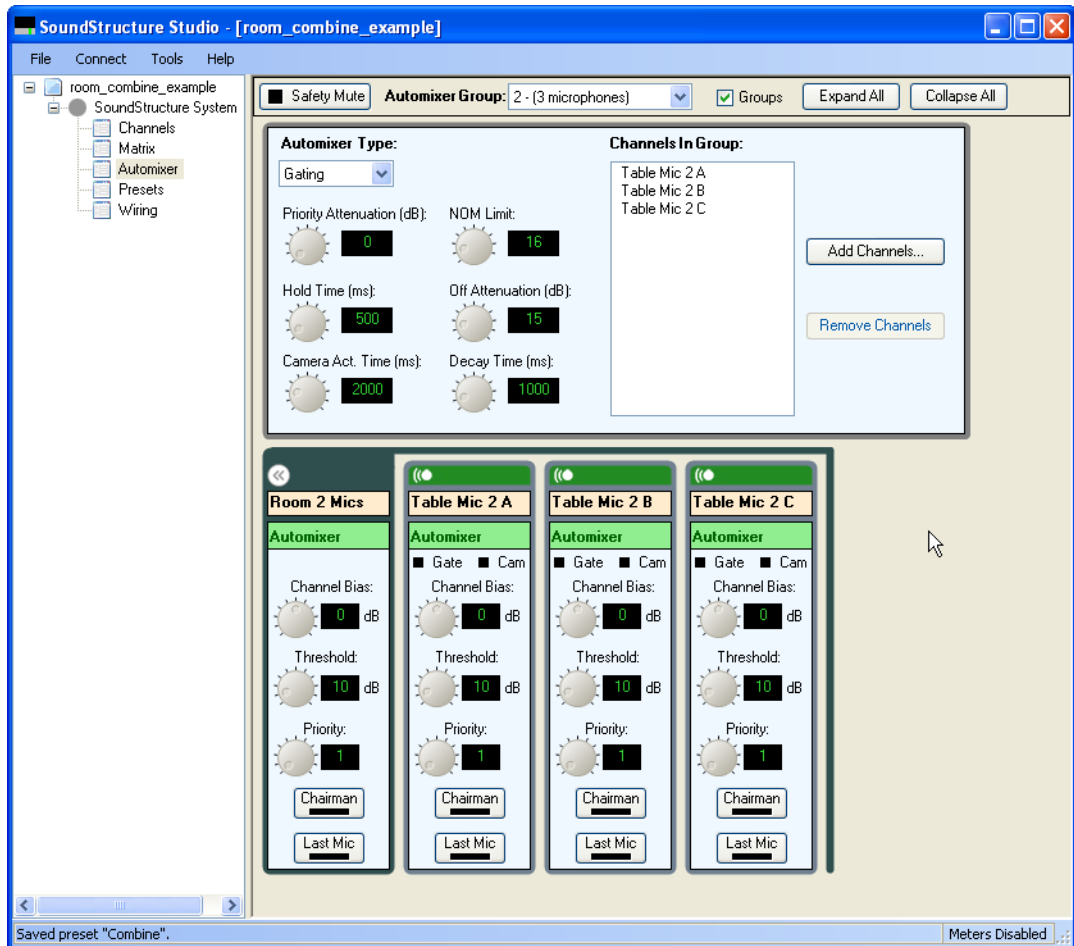 SoundStructure Studio - [room_combine_example]
File Connect Tools Help
room_combine_example
SoundStructure System
Channels
Matrix
Automixer
Presets
Wiring
Safety Mute Automixer Group: 2 - (3 microphones) Groups Expand All Collapse All
Automixer Type:
Gating
Priority Attenuation (dB): NOM Limit:
0 16
Hold Time (ms): Off Attenuation (dB):
500 15
Camera Act. Time (ms): Decay Time (ms):
2000 1000
Channels In Group:
Table Mic 2 A
Table Mic 2 B
Table Mic 2 C
Add Channels...
Remove Channels
Room 2 Mics Table Mic 2 A Table Mic 2 B Table Mic 2 C
Automixer Automixer Automixer Automixer
Gate Cam Gate Cam Gate Cam
Channel Bias: Channel Bias: Channel Bias: Channel Bias:
0 dB 0 dB 0 dB 0 dB
Threshold: Threshold: Threshold: Threshold:
10 dB 10 dB 10 dB 10 dB
Priority: Priority: Priority: Priority:
1 1 1 1
Chairman Chairman Chairman Chairman
Last Mic Last Mic Last Mic Last Mic
Saved preset "Combine". Meters Disabled